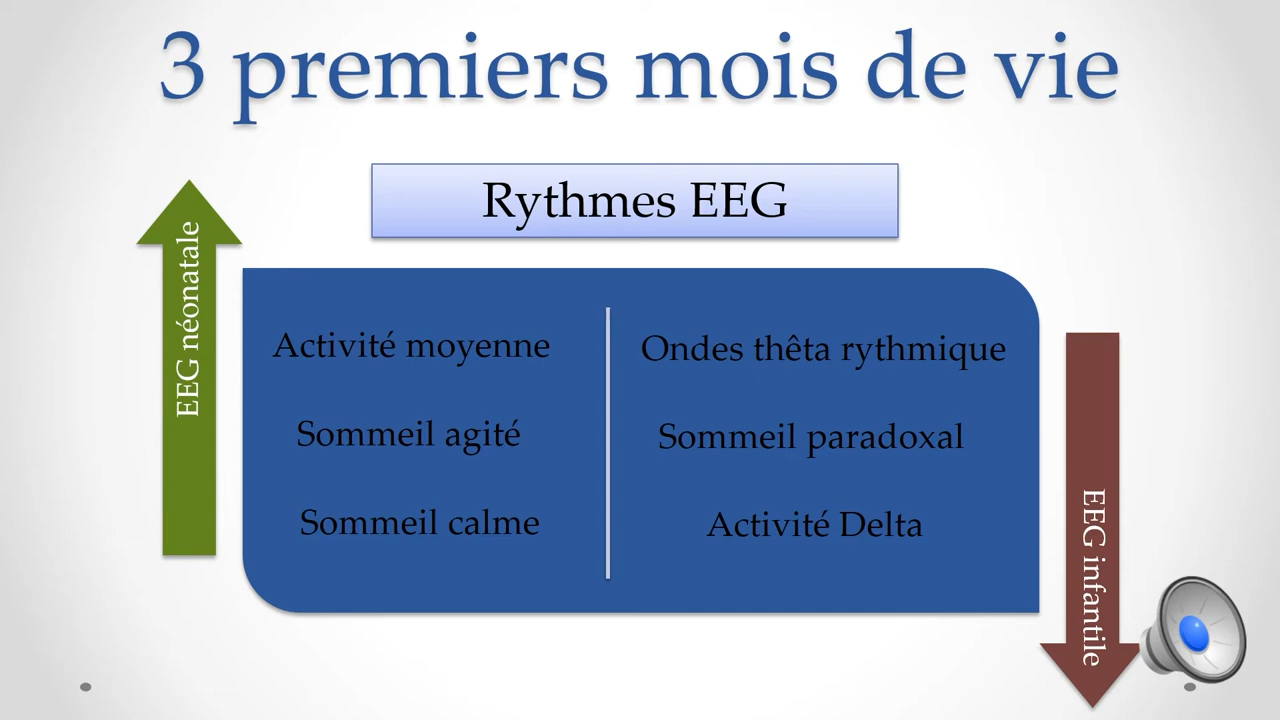 3 premiers mois de vie
Rythmes EEG
EEG néonatale
Activité moyenne
Sommeil agité
Sommeil calme
Ondes thêta rythmique
Sommeil paradoxal
Activité Delta
EEG infantile